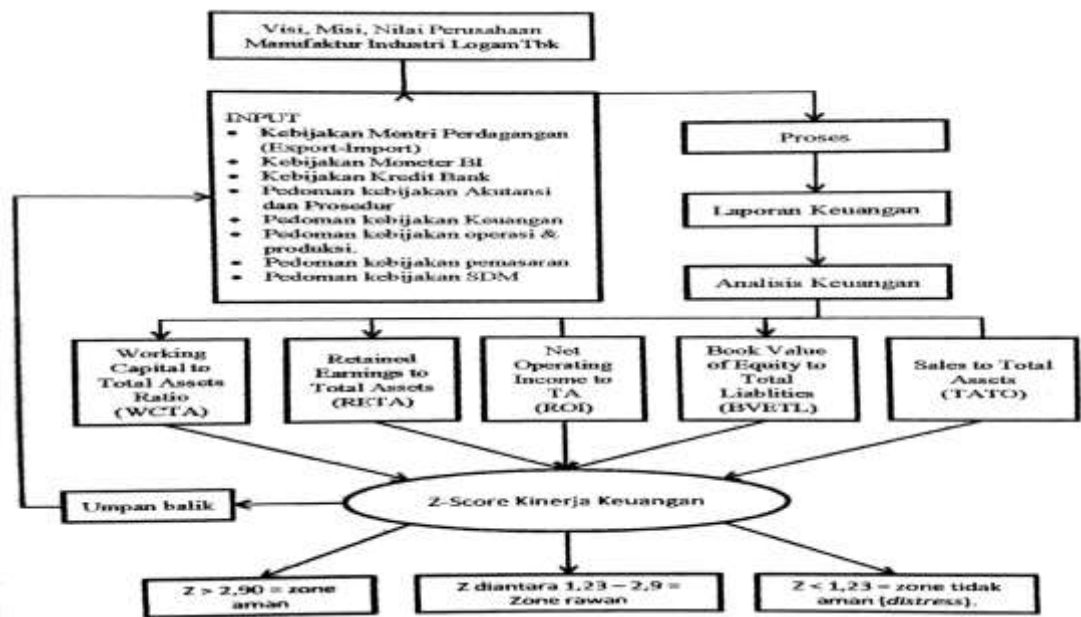 Visi, Misi, Nilai Perusahaan
Manufaktur Industri LogamTbk
INPUT
• Kebijakan Mentri Perdagangan
(Export-Import)
• Kebijakan Moneter BI
• Kebijakan Kredit Bank
• Pedoman kebijakan Akutansi
dan Prosedur
• Pedoman kebijakan Keuangan
• Pedoman kebijakan operasi &
produksi.
• Pedoman kebijakan pemasaran
• Pedoman kebijakan SDM
Proses
Laporan Keuangan
Analisis Keuangan
Working
Capital to
Total Assets
Ratio
(WCTA)
Retained
Earnings to
Total Assets
(RETA)
Net
Operating
Income to
TA
(ROI)
Book Value
of Equity to
Total
Liablities
(BVETL)
Sales to Total
Assets
(TATO)
Z-Score Kinerja Keuangan
Umpan balik
Z > 2,90 = zone
aman
Z diantara 1,23 – 2,9 =
Zone rawan
Z < 1,23 = zone tidak
aman (distress).